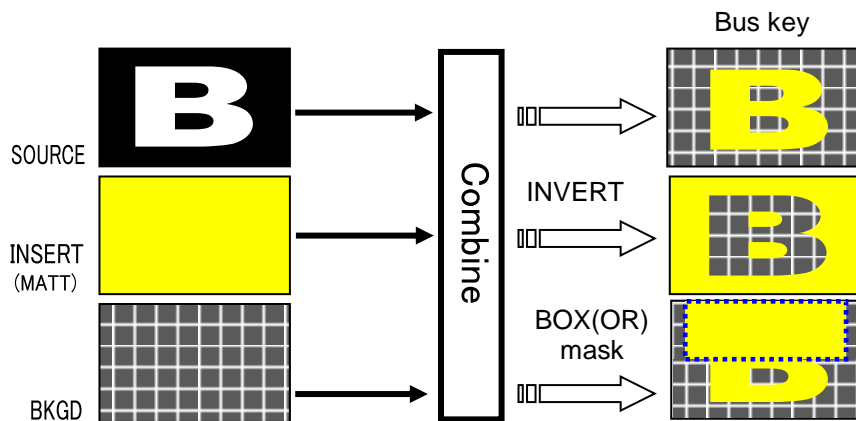 Bus key
B
B
SOURCE
INSERT
(MATT)
BKGD
Combine
INVERT
B
BOX(OR)
mask
B